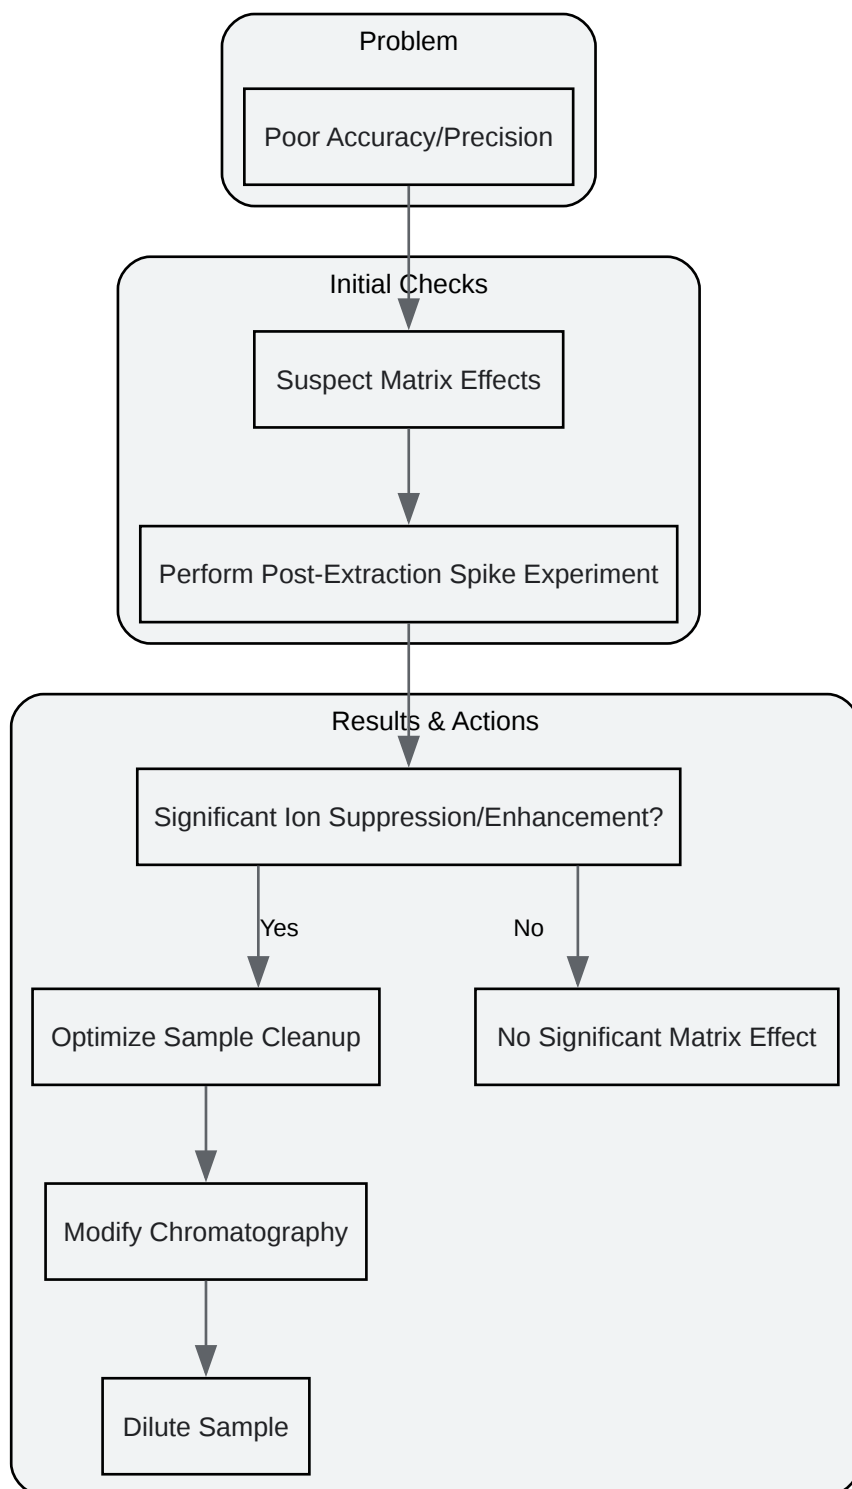 Problem
Poor Accuracy/Precision
Initial Checks
Suspect Matrix Effects
Perform Post-Extraction Spike Experiment
Results & Actions
Significant Ion Suppression/Enhancement?
Yes
No
Optimize Sample Cleanup
No Significant Matrix Effect
Modify Chromatography
Dilute Sample